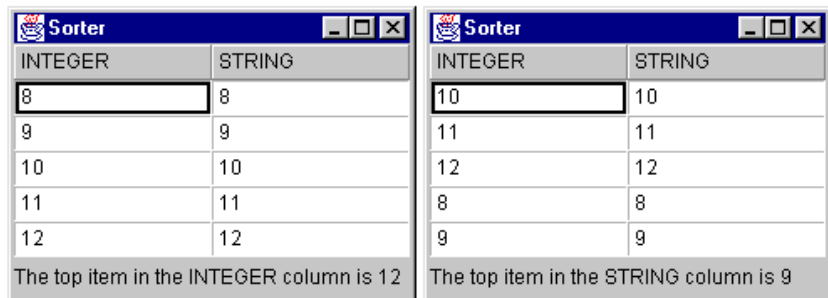 Sorter
INTEGER STRING
8 8
9 9
10 10
11 11
12 12
The top item in the INTEGER column is 12
Sorter
INTEGER STRING
10 10
11 11
12 12
8 8
9 9
The top item in the STRING column is 9